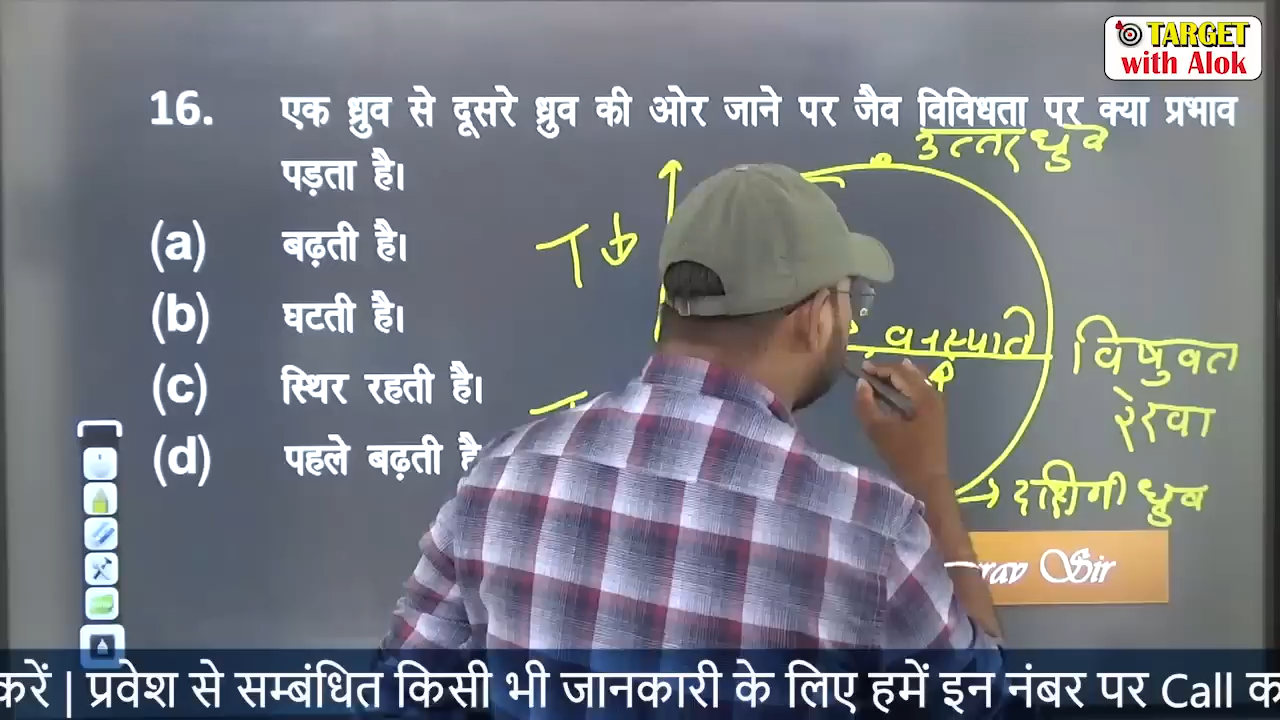 TARGET
with Alok
16. एक ध्रुव से दूसरे ध्रुव की ओर जाने पर जैव विविधता पर क्या प्रभाव
पड़ता है।
उत्तर ध्रुव
(a) बढ़ती है।
T↓
(b) घटती है।
वनस्पति
विषुवत
रेखा
(c) स्थिर रहती है।
(d) पहले बढ़ती
→ दक्षिणी ध्रुव
Sir
करें | प्रवेश से सम्बंधित किसी भी जानकारी के लिए हमें इन नंबर पर Call